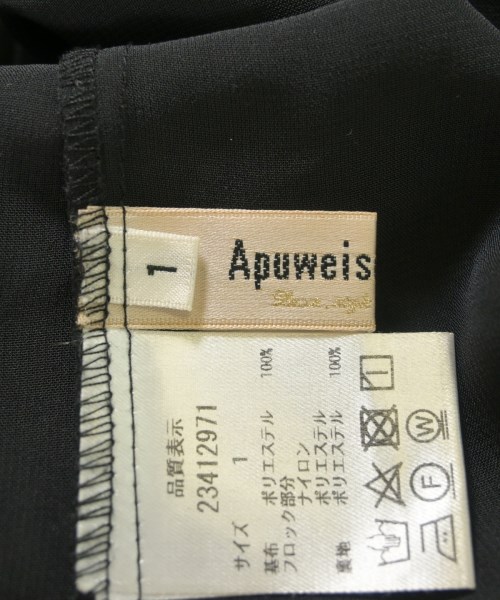 1
Apuweis
品質表示
23412971
サイズ 1
基布 ポリエステル 100%
フロック部分
ナイロン
ポリエステル
裏地 ポリエステル 100%
W
F